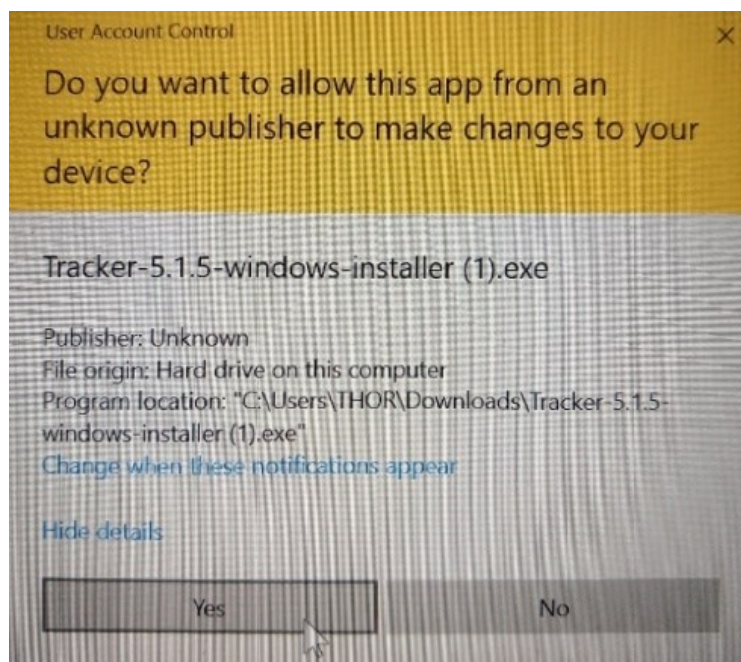 User Account Control
Do you want to allow this app from an
unknown publisher to make changes to your
device?
Tracker-5.1.5-windows-installer (1).exe
Publisher: Unknown
File origin: Hard drive on this computer
Program location: "C:\Users\THOR\Downloads\Tracker-5.1.5-
windows-installer (1).exe"
Change when these notifications appear
Hide details
Yes
No